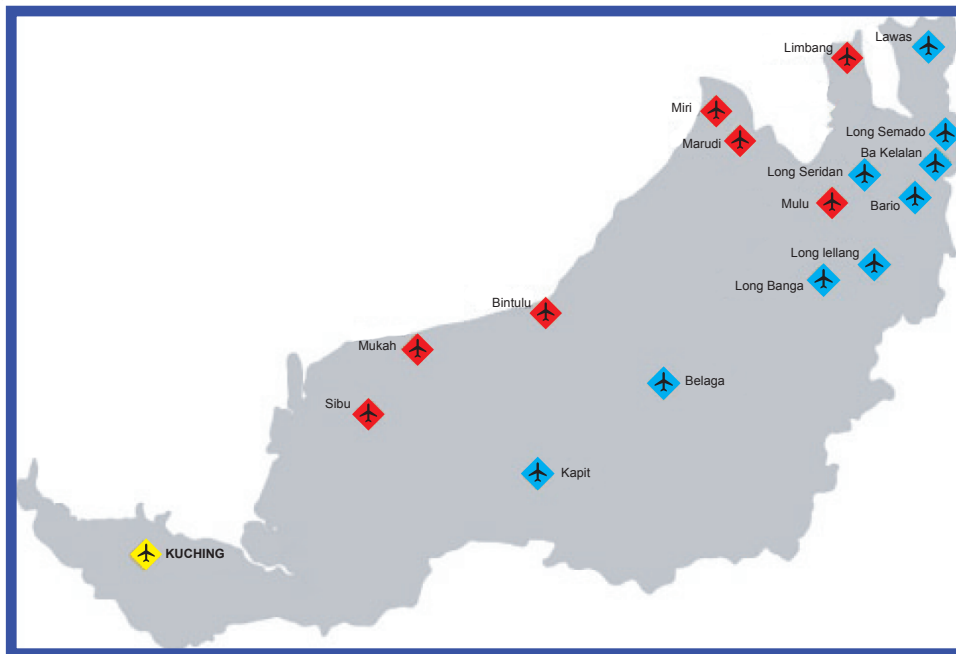 Lawas
Limbang
Miri
Long Semado
Marudi
Ba Kelalan
Long Seridan
Mulu
Bario
Long lellang
Long Banga
Bintulu
Mukah
Belaga
Sibu
Kapit
KUCHING